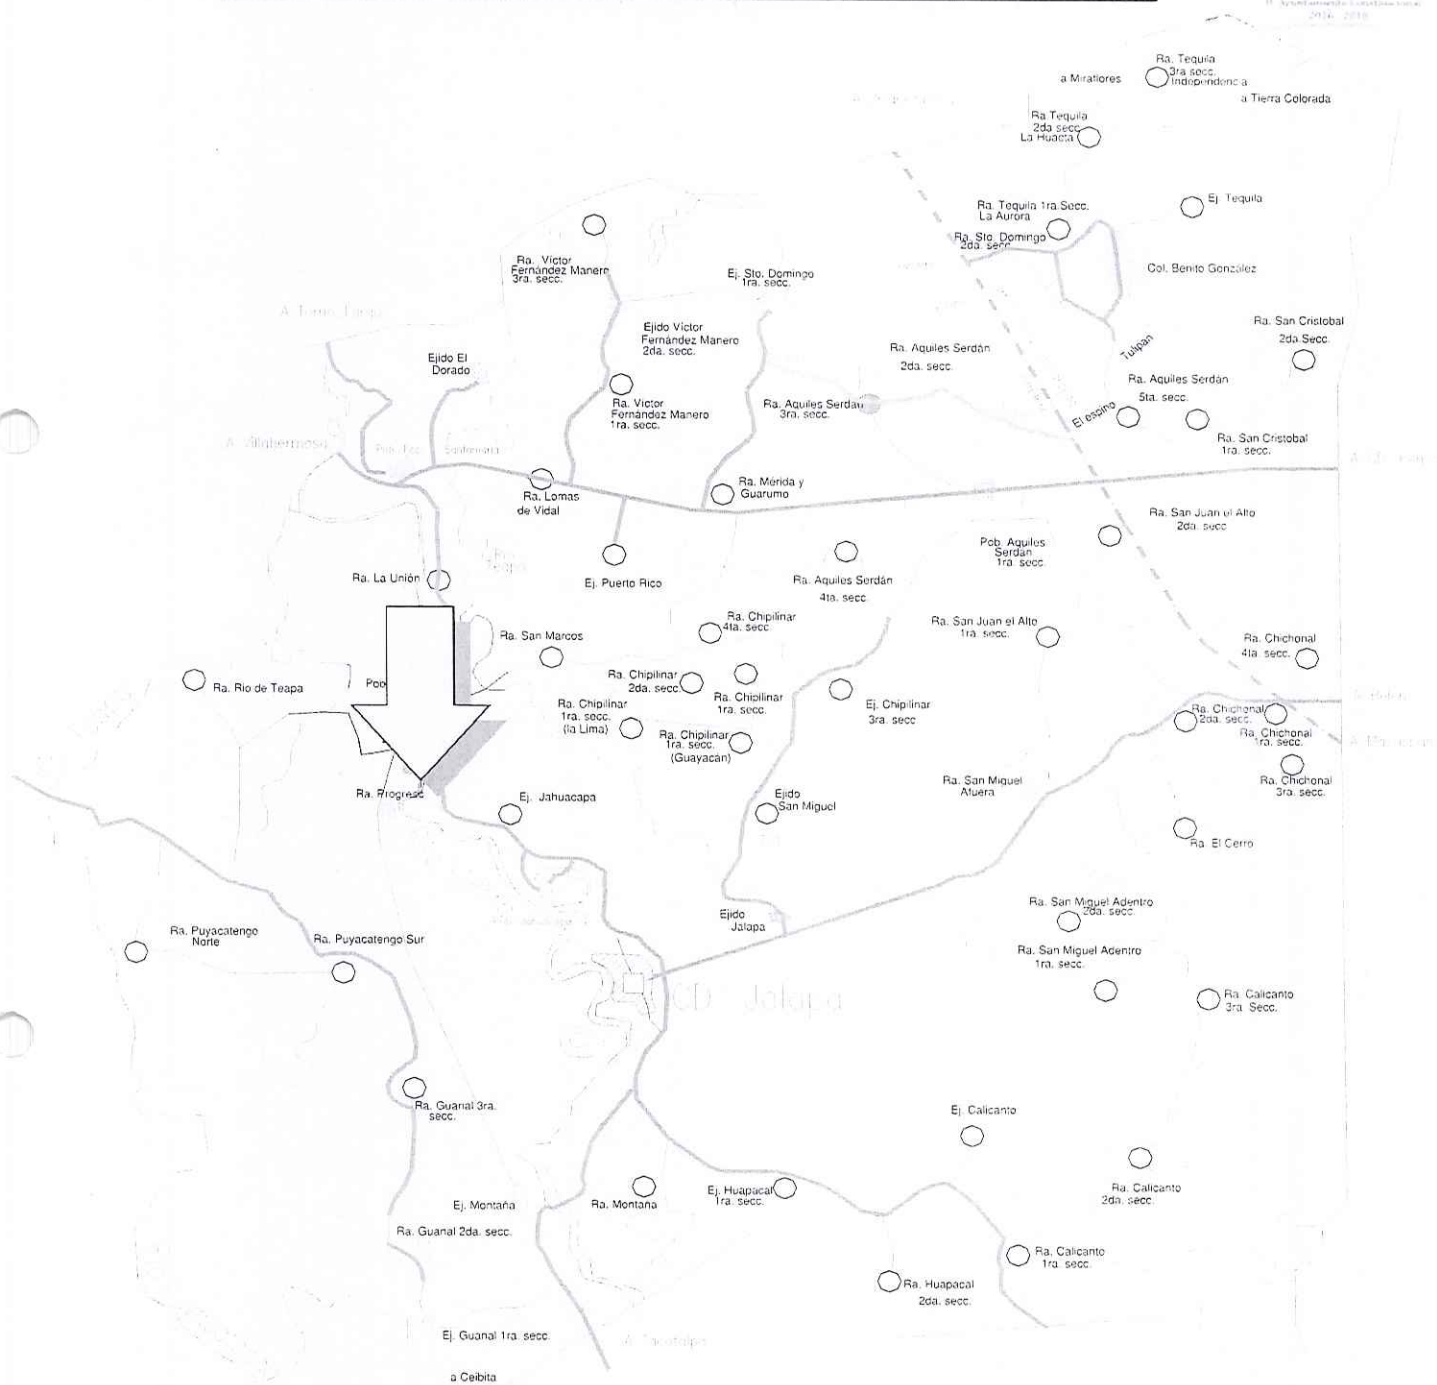 2016 2018
Ra. Tequila
3ra secc.
Independencia
a Miraflores
a Tierra Colorada
Ra Tequila
2da secc
La Huasta
Ra. Tequila 1ra Secc.
La Aurora
Ej. Tequila
Ra. Sto. Domingo
2da. secc
Col. Benito González
Ra. Víctor
Fernández Manero
3ra. secc.
Ej. Sto. Domingo
1ra. secc.
Ejido Víctor
Fernández Manero
2da. secc.
Ra. San Cristobal
2da Secc.
Tulipan
Ejido El
Dorado
Ra. Aquiles Serdán
2da. secc.
Ra. Aquiles Serdán
5ta. secc.
Ra. Víctor
Fernández Manero
1ra. secc.
Ra. Aquiles Serdán
3ra. secc.
El espino
Ra. San Cristobal
1ra. secc.
A Villahermosa
Ra. Lomas
de Vidal
Ra. Mérida y
Guarumo
Ra. San Juan el Alto
2da. secc
Pob. Aquiles
Serdán
1ra. secc.
Ra. La Unión
Ej. Puerto Rico
Ra. Aquiles Serdán
4ta. secc
Ra. Chipilinar
4ta. secc
Ra. San Juan el Alto
1ra. secc.
Ra. San Marcos
Ra. Chichonal
4ta. secc.
Ra. Rio de Teapa
Pob
Ra. Chipilinar
2da. secc.
Ra. Chipilinar
1ra. secc.
Ra. Chipilinar
1ra. secc.
(la Lima)
Ej. Chipilinar
3ra. secc
Ra. Chipilinar
1ra. secc.
(Guayacán)
Ra. Chichonal
2da. secc.
Ra. Chichonal
1ra. secc.
Ra. Chichonal
3ra. secc.
Ra. Progreso
Ej. Jahuacapa
Ejido
San Miguel
Ra. San Miguel
Afuera
Ra. El Cerro
Ra. San Miguel Adentro
2da. secc.
Ejido
Jalapa
Ra. Puyacatengo
Norte
Ra. Puyacatengo Sur
Ra. San Miguel Adentro
1ra. secc.
CD. Jalapa
Ra. Calicanto
3ra. Secc.
Ra. Guanal 3ra.
secc.
Ej. Calicanto
Ej. Montaña
Ra. Montaña
Ej. Huapacal
1ra. secc.
Ra. Calicanto
2da. secc.
Ra. Guanal 2da. secc.
Ra. Calicanto
1ra. secc.
Ra. Huapacal
2da. secc.
Ej. Guanal 1ra. secc.
A Tacotalpa
a Ceibita